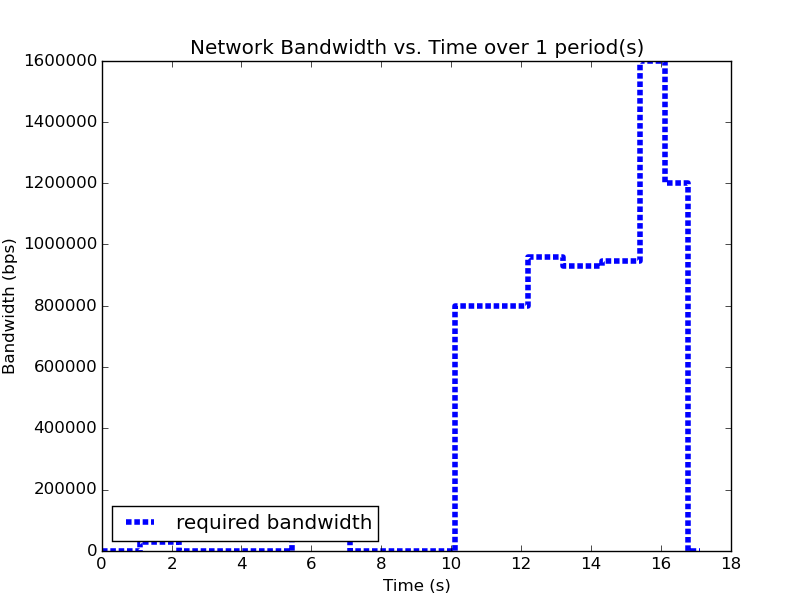 Network Bandwidth vs. Time over 1 period(s)
1600000
1400000
1200000
1000000
800000
600000
400000
200000
0
Bandwidth (bps)
required bandwidth
0 2 4 6 8 10 12 14 16 18
Time (s)